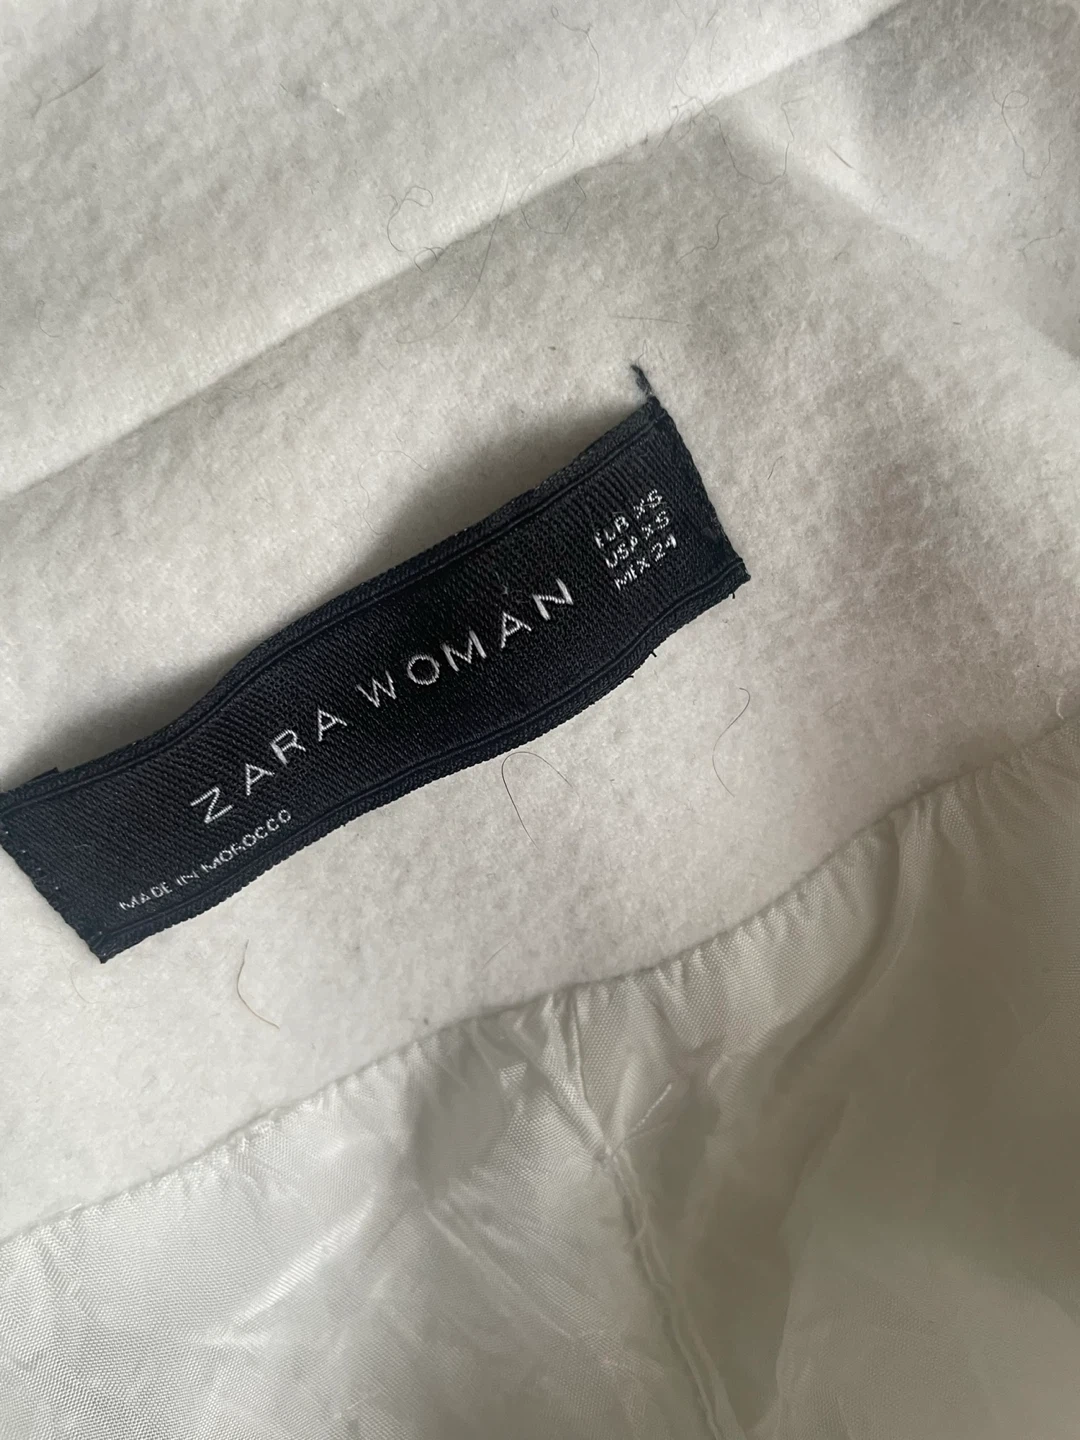 ZARA WOMAN
EUR XS
USA XS
MEX 24
MADE IN MOROCCO